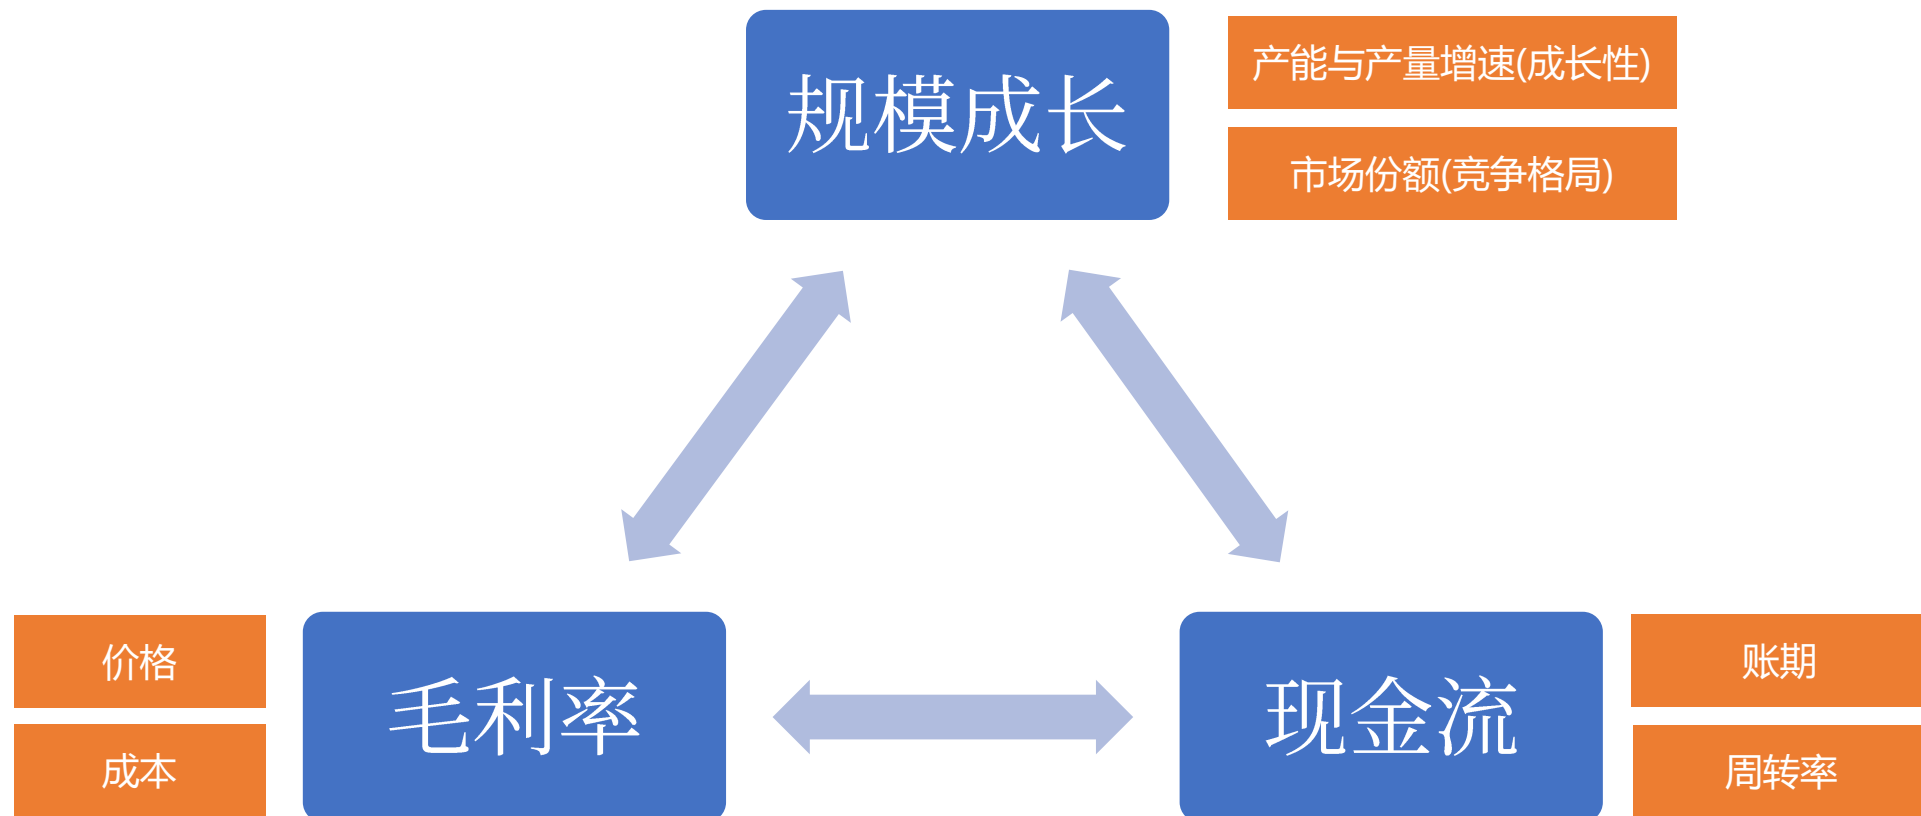 规模成长
产能与产量增速(成长性)
市场份额(竞争格局)
价格
成本
毛利率
现金流
账期
周转率